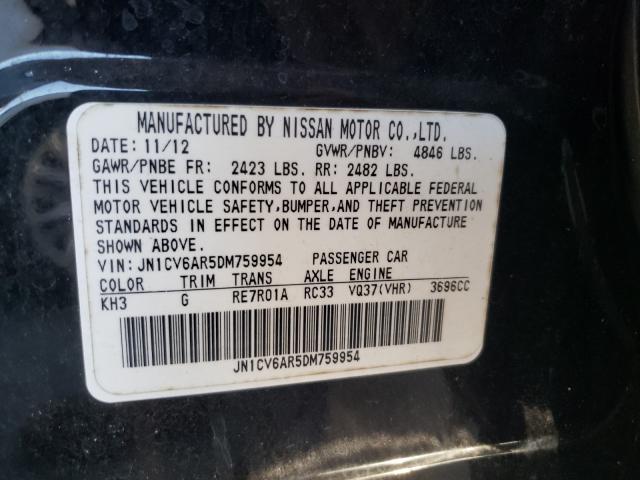 MANUFACTURED BY NISSAN MOTOR CO.,LTD.
DATE: 11/12 GVWR/PNBV: 4846 LBS.
GAWR/PNBE FR: 2423 LBS. RR: 2482 LBS.
THIS VEHICLE CONFORMS TO ALL APPLICABLE FEDERAL
MOTOR VEHICLE SAFETY,BUMPER,AND THEFT PREVENTION
STANDARDS IN EFFECT ON THE DATE OF MANUFACTURE
SHOWN ABOVE.
VIN: JN1CV6AR5DM759954 PASSENGER CAR
COLOR TRIM TRANS AXLE ENGINE
KH3 G RE7R01A RC33 VQ37(VHR) 3696CC
JN1CV6AR5DM759954